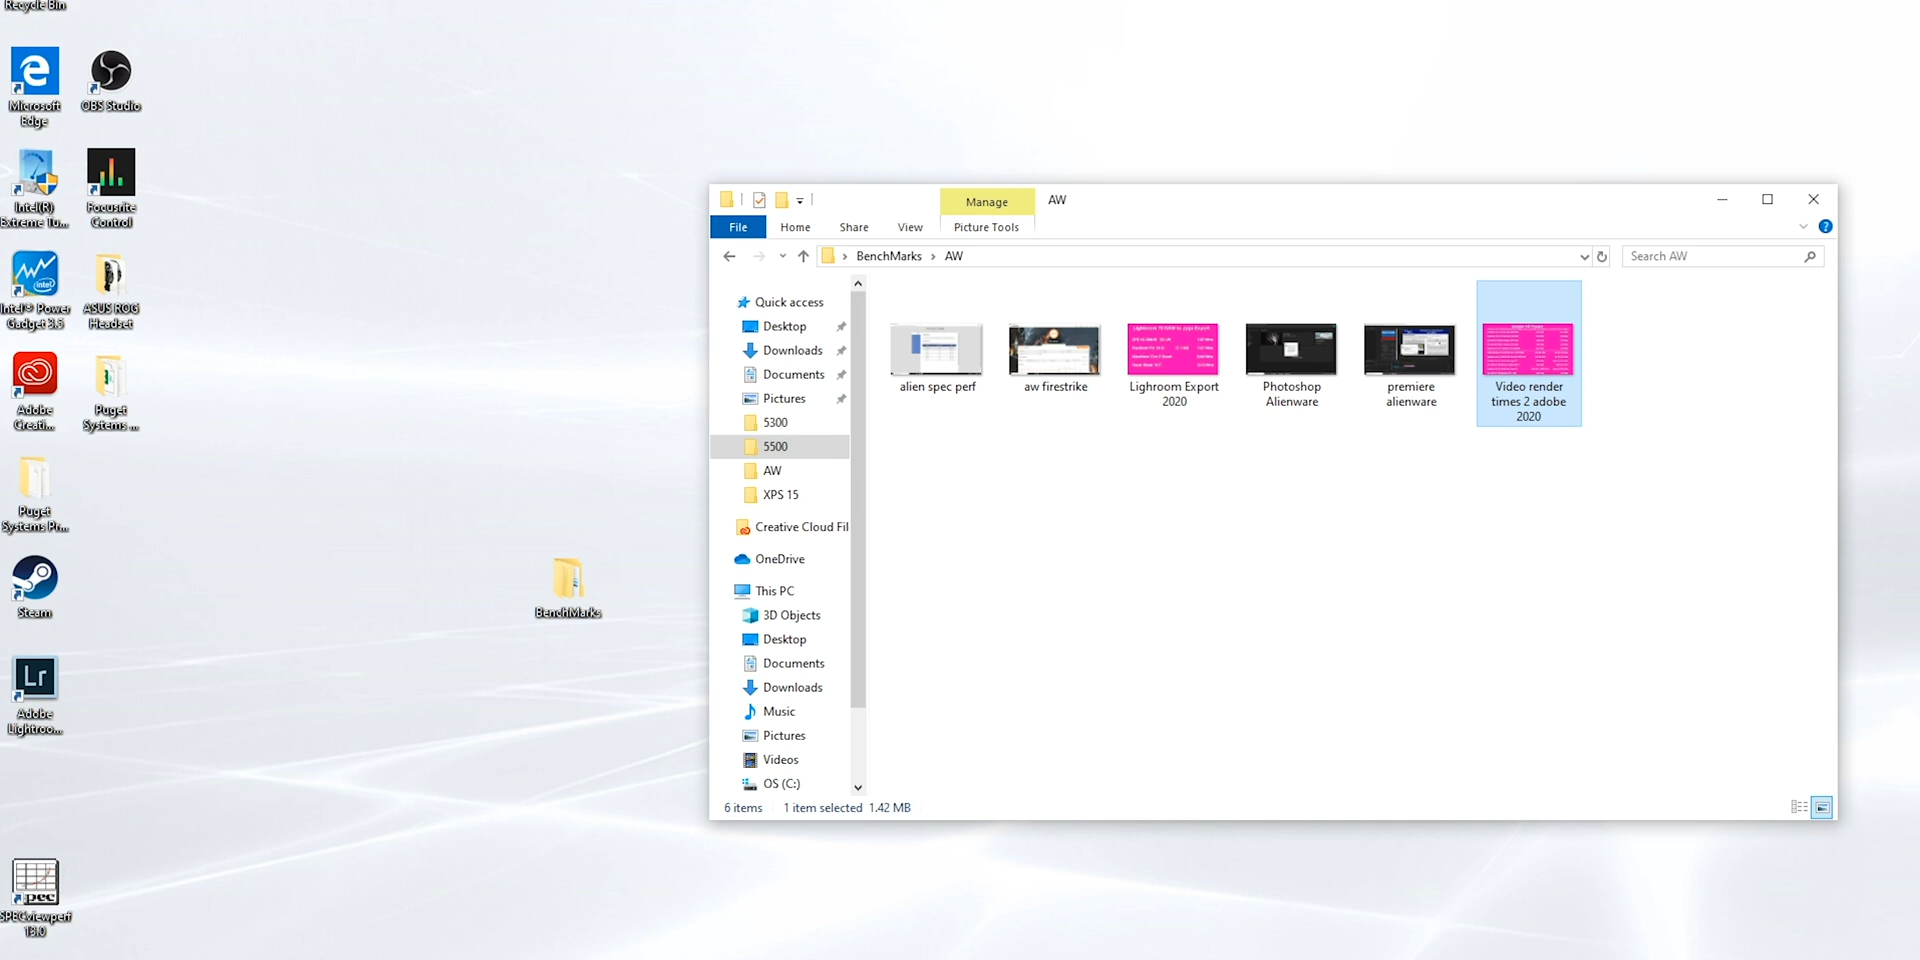 Recycle Bin
Microsoft
Edge
OBS Studio
Intel(R)
Extreme Tu...
Focusrite
Control
Intel® Power
Gadget 3.5
ASUS ROG
Headset
Adobe
Creati...
Puget
Systems ...
Puget
Systems Pr...
Steam
Lr
Adobe
Lightroo...
SPECviewperf
13.0
BenchMarks
Manage
AW
File
Home
Share
View
Picture Tools
BenchMarks
AW
Search AW
Quick access
Desktop
Downloads
Documents
Pictures
5300
5500
AW
XPS 15
Creative Cloud Fil
OneDrive
This PC
3D Objects
Desktop
Documents
Downloads
Music
Pictures
Videos
OS (C:)
alien spec perf
aw firestrike
Lighroom Export
2020
Photoshop
Alienware
premiere
alienware
Video render
times 2 adobe
2020
6 items
1 item selected 1.42 MB